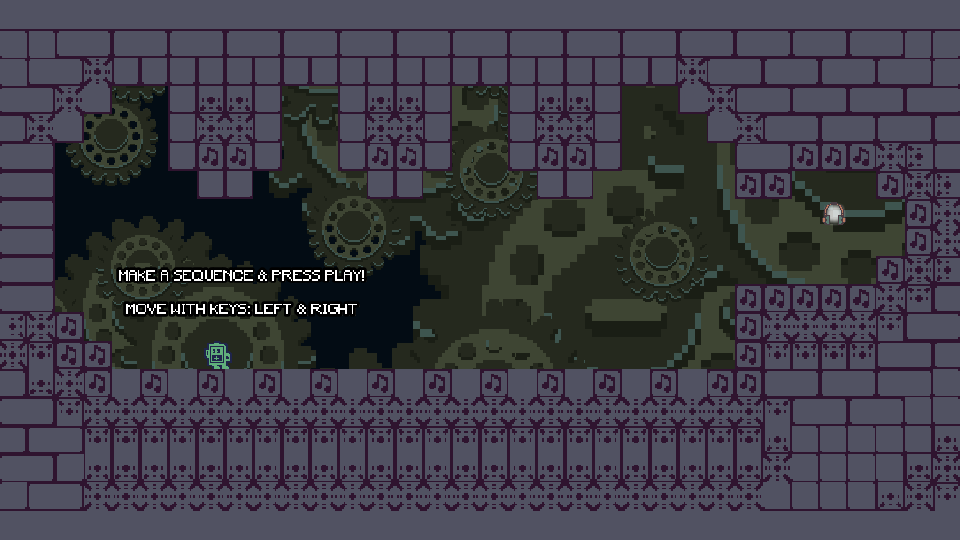 MAKE A SEQUENCE & PRESS PLAY!
MOVE WITH KEYS: LEFT & RIGHT